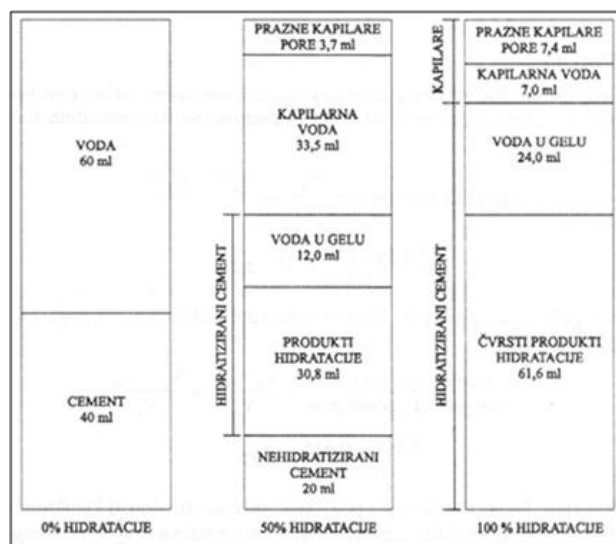 VODA
60 ml
CEMENT
40 ml
0% HIDRATACIJE
HIDRATIZIRANI CEMENT
PRAZNE KAPILARE
PORE 3,7 ml
KAPILARNA
VODA
33,5 ml
VODA U GELU
12,0 ml
PRODUKTI
HIDRATACIJE
30,8 ml
NEHIDRATIZIRANI
CEMENT
20 ml
50% HIDRATACIJE
KAPILARE
HIDRATIZIRANI CEMENT
PRAZNE KAPILARE
PORE 7,4 ml
KAPILARNA VODA
7,0 ml
VODA U GELU
24,0 ml
ČVRSTI PRODUKTI
HIDRATACIJE
61,6 ml
100 % HIDRATACIJE